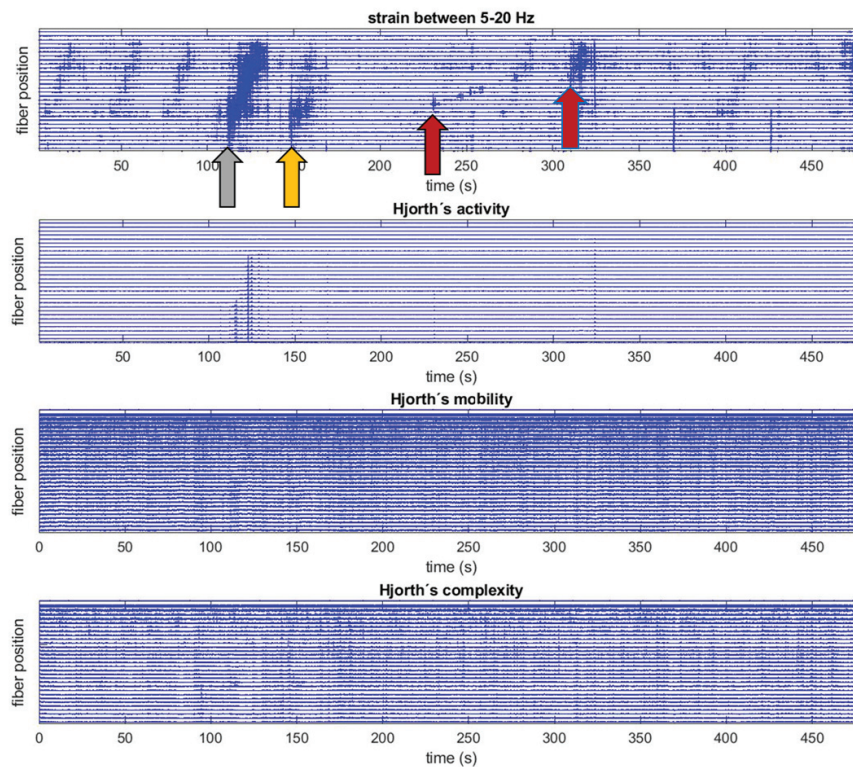 strain between 5-20 Hz
fiber position
50 100 150 200 250 300 350 400 450
time (s)
Hjorth´s activity
fiber position
50 100 150 200 250 300 350 400 450
time (s)
Hjorth´s mobility
fiber position
0 50 100 150 200 250 300 350 400 450
time (s)
Hjorth´s complexity
fiber position
0 50 100 150 200 250 300 350 400 450
time (s)